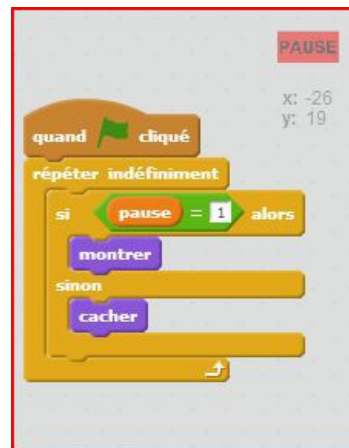 PAUSE
x: -26
y: 19
quand cliqué
répéter indéfiniment
si pause = 1 alors
montrer
sinon
cacher